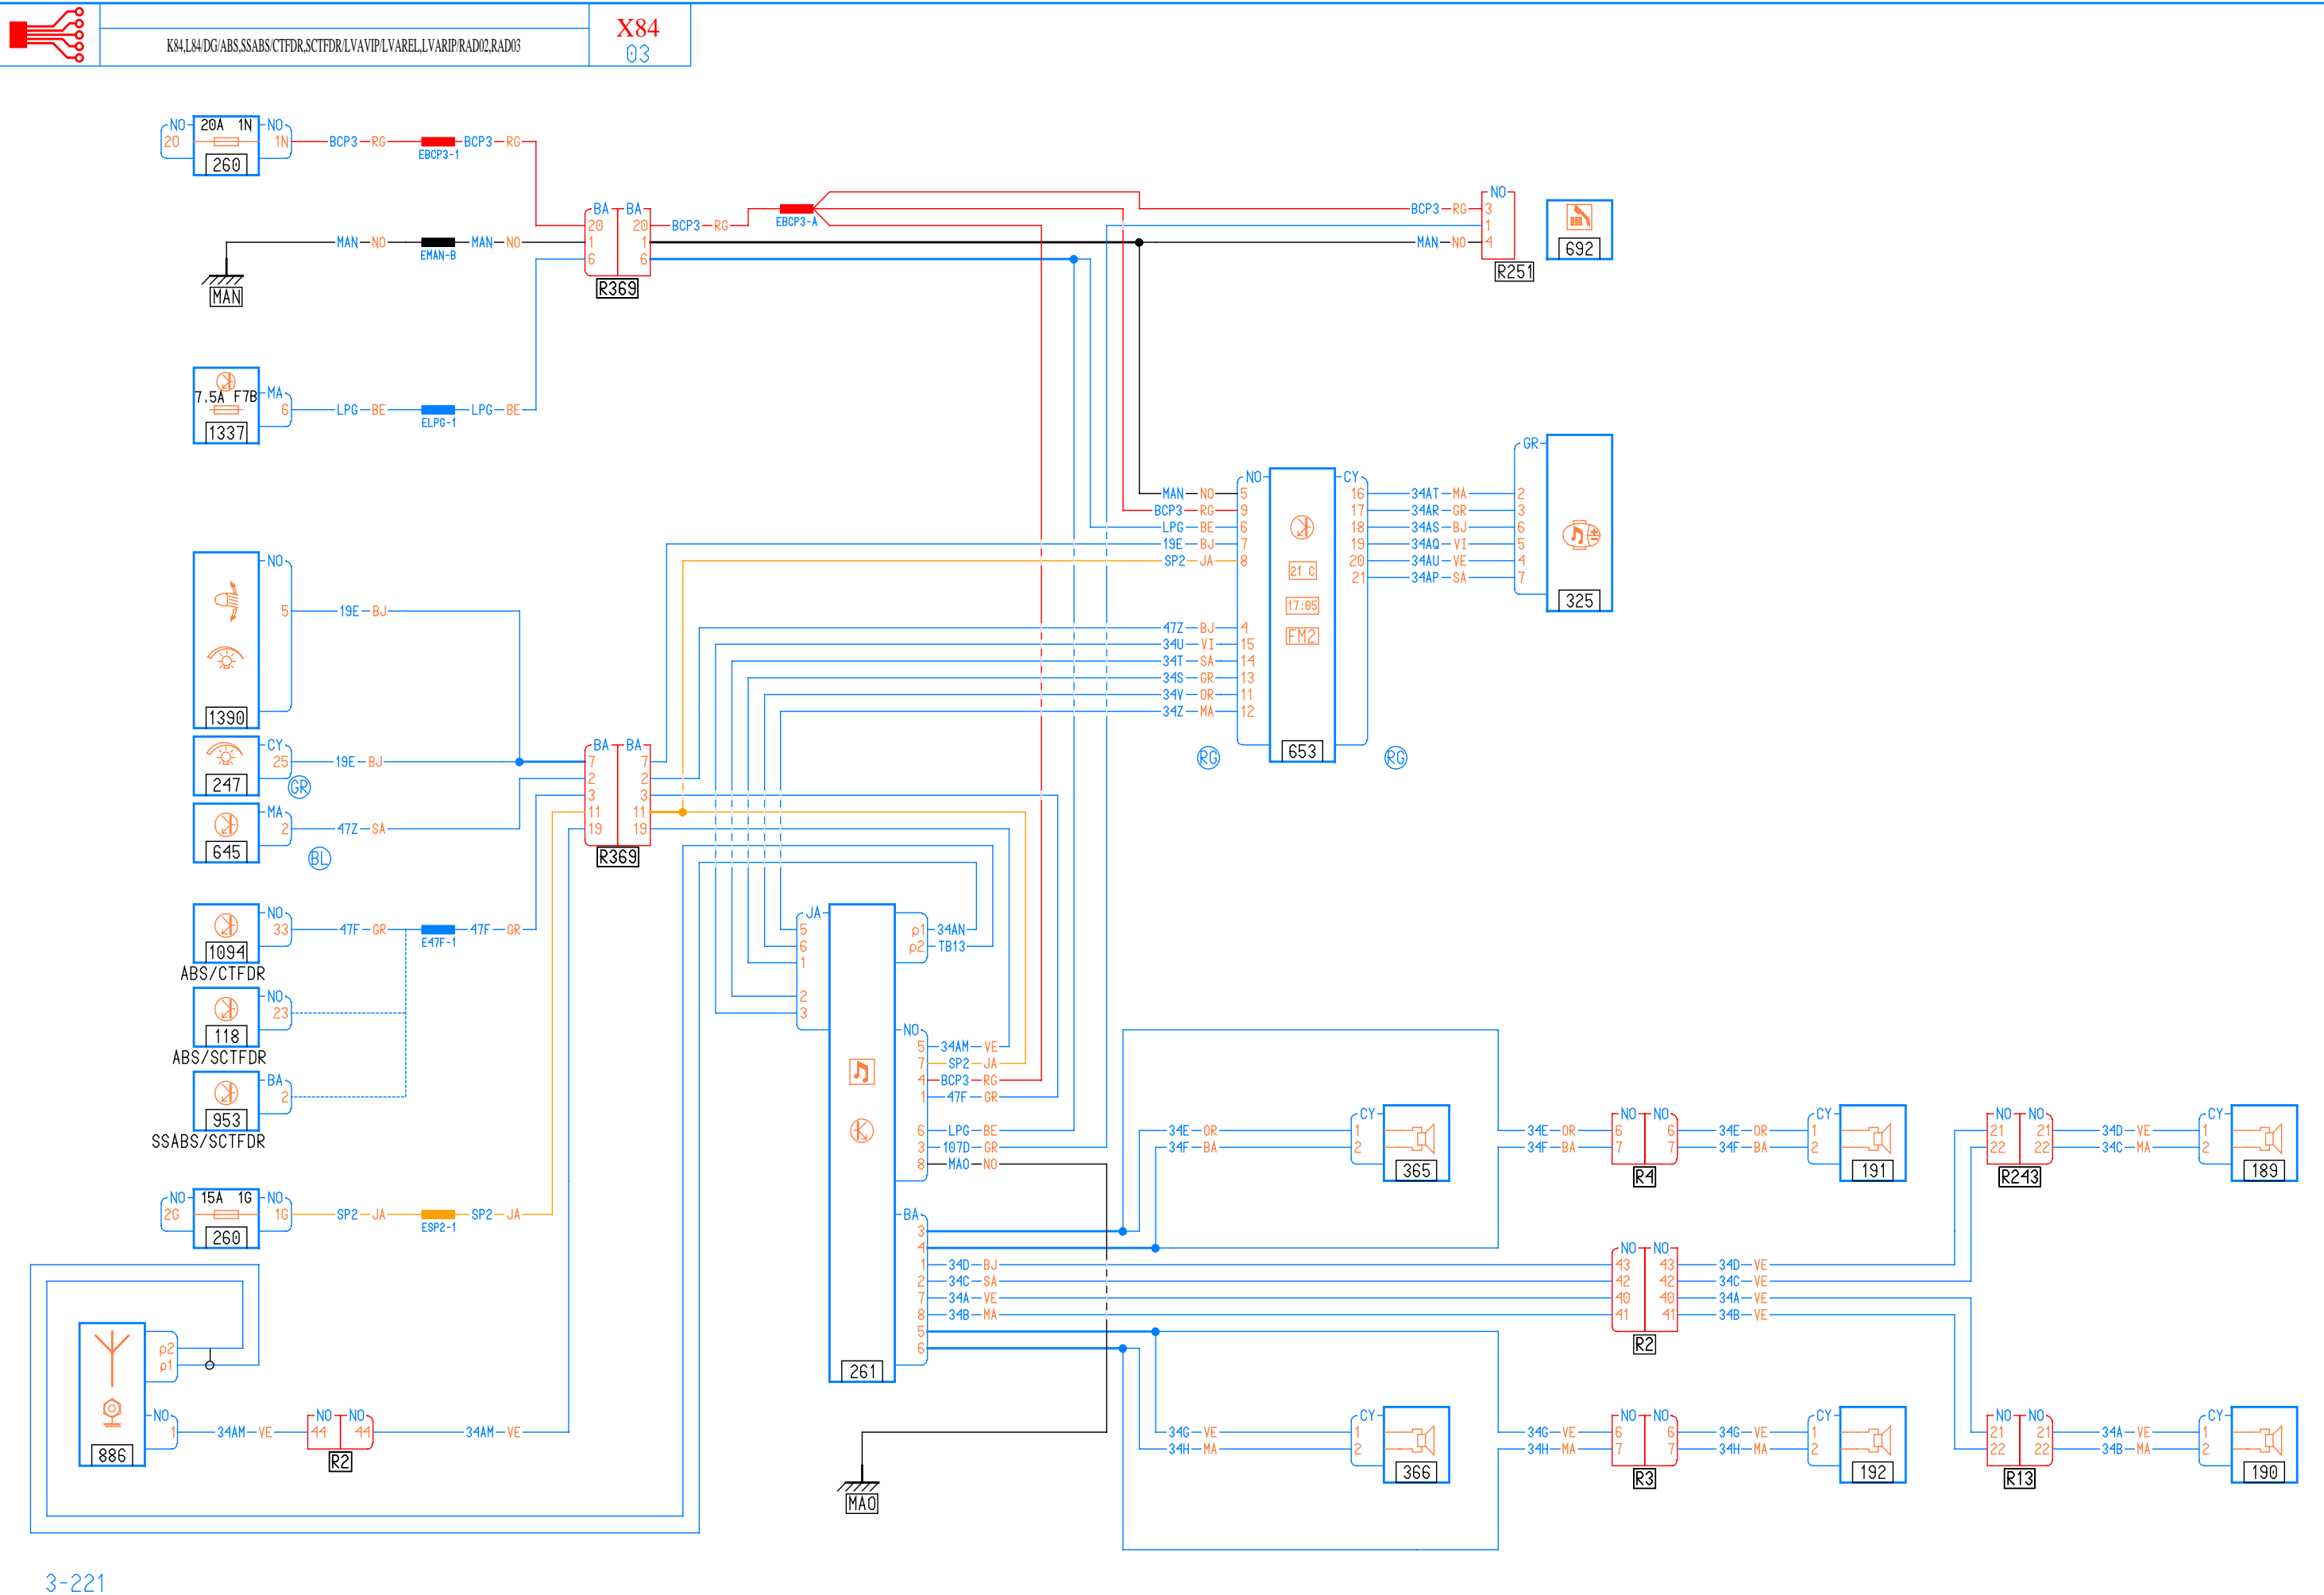 K84,L84/DG/ABS,SSABS/CTFDR,SCTFDR/LVAVIP/LVAREL,LVARIP/RAD02,RAD03
X84
03
NO 20A 1N NO
20 1N BCP3 RG EBCP3-1 BCP3 RG
260
MAN NO EMAN-B MAN NO
MAN
BA BA
20 20 BCP3 RG EBCP3-A
1 1
6 6
R369
NO
BCP3 RG 3
1
MAN NO 4
R251
692
7.5A F7B MA
6 LPG BE ELPG-1 LPG BE
1337
NO CY
MAN NO 5
BCP3 RG 9
LPG BE 6
19E BJ 7
SP2 JA 8
47Z BJ 4
34U VI 15
34T SA 14
34S GR 13
34V OR 11
34Z MA 12
21 C
17:05
FM2
653
RG RG
GR
16 34AT MA 2
17 34AR GR 3
18 34AS BJ 6
19 34AQ VI 5
20 34AU VE 4
21 34AP SA 7
325
NO
5 19E BJ
1390
CY
25 19E BJ
247
GR
MA
2 47Z SA
645
BL
BA BA
7 7
2 2
3 3
11 11
19 19
R369
NO
33 47F GR E47F-1 47F GR
1094
ABS/CTFDR
NO
23
118
ABS/SCTFDR
BA
2
953
SSABS/SCTFDR
NO 15A 1G NO
2G 1G SP2 JA ESP2-1 SP2 JA
260
JA
5
6
1
2
3
p1 34AN
p2 TB13
NO
5 34AM VE
7 SP2 JA
4 BCP3 RG
1 47F GR
6 LPG BE
3 107D GR
8 MAO NO
BA
3
4
1 34D BJ
2 34C SA
7 34A VE
8 34B MA
5
6
261
MAO
p2
p1
NO
1 34AM VE
886
NO NO
44 44 34AM VE
R2
CY
34E OR 1
34F BA 2
365
NO NO
34E OR 6 6 34E OR
34F BA 7 7 34F BA
R4
CY
1
2
191
NO NO
21 21 34D VE
22 22 34C MA
R243
CY
1
2
189
NO NO
43 43 34D VE
42 42 34C VE
40 40 34A VE
41 41 34B VE
R2
CY
34G VE 1
34H MA 2
366
NO NO
34G VE 6 6 34G VE
34H MA 7 7 34H MA
R3
CY
1
2
192
NO NO
21 21 34A VE
22 22 34B MA
R13
CY
1
2
190
3-221